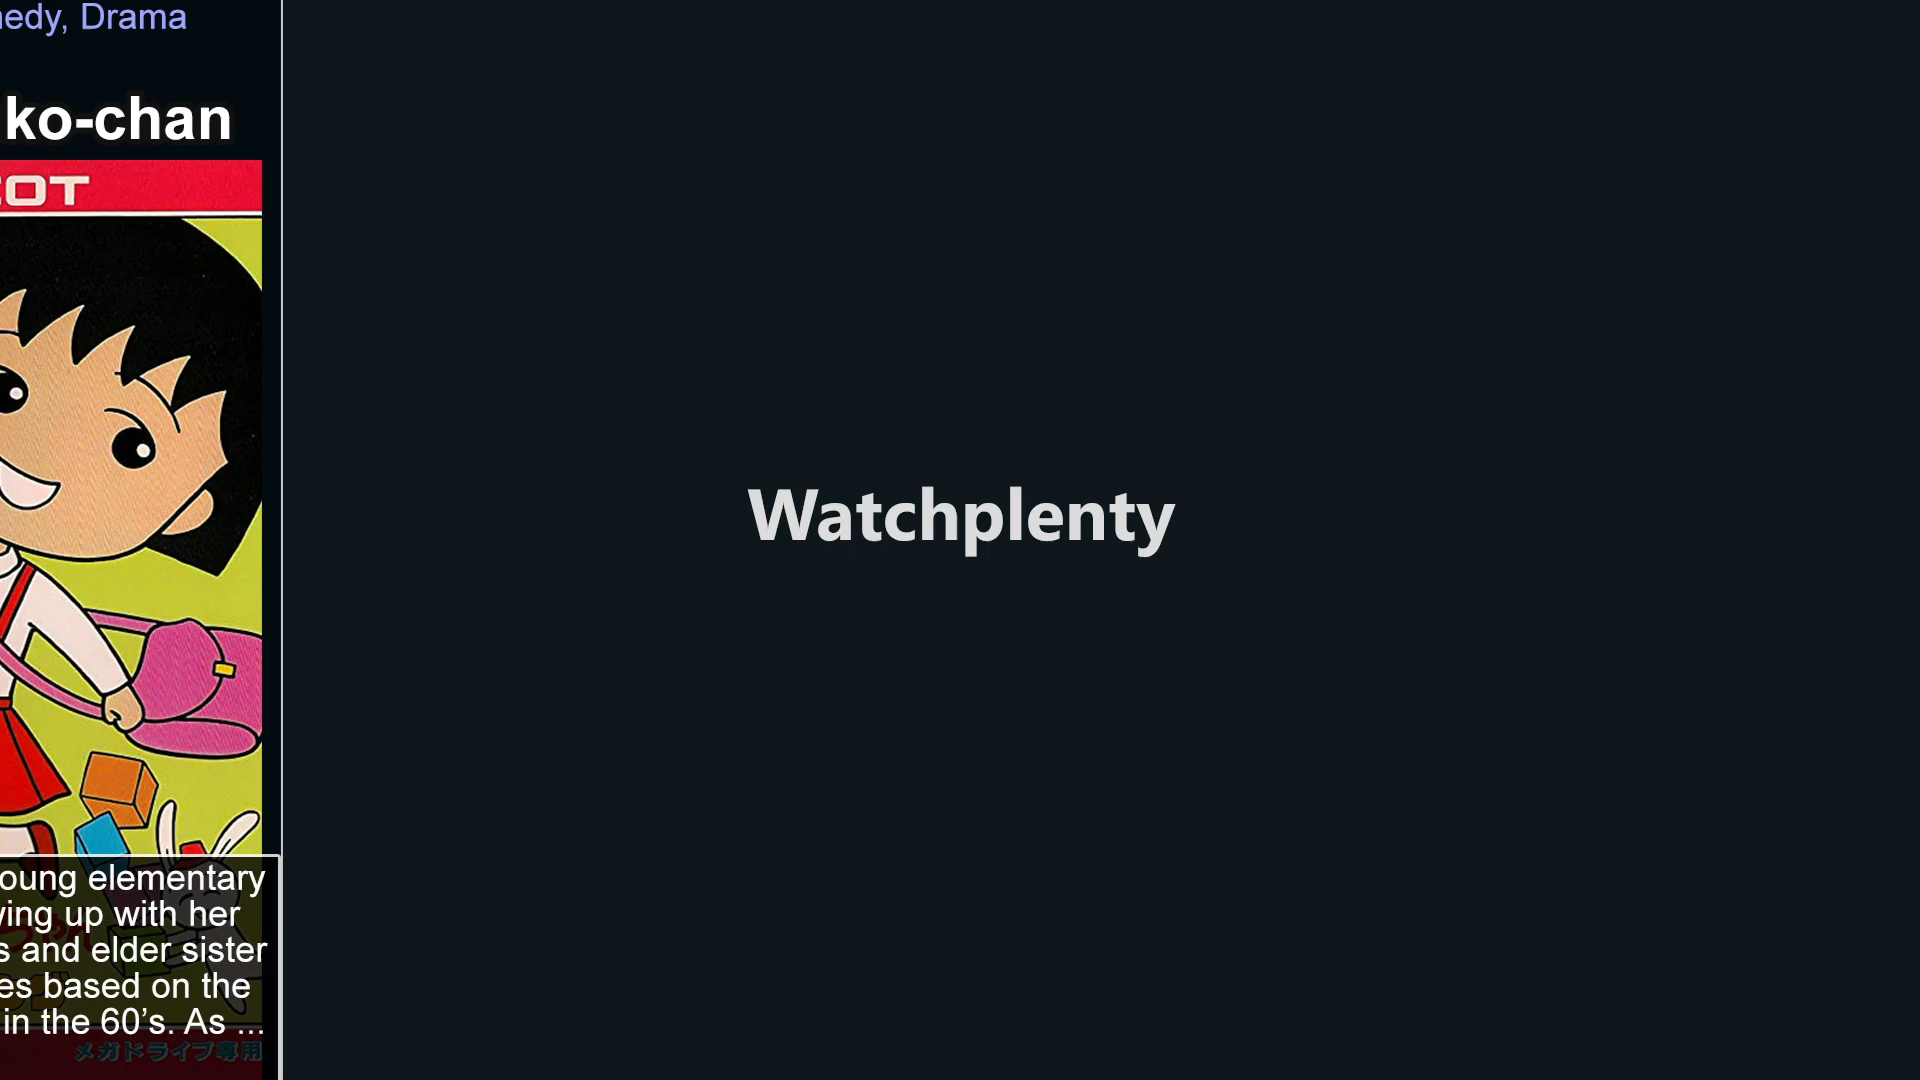 edy, Drama
ko-chan
OT
Watchplenty
oung elementary
ing up with her
s and elder sister
es based on the
in the 60’s. As ...
メガドライブ専用